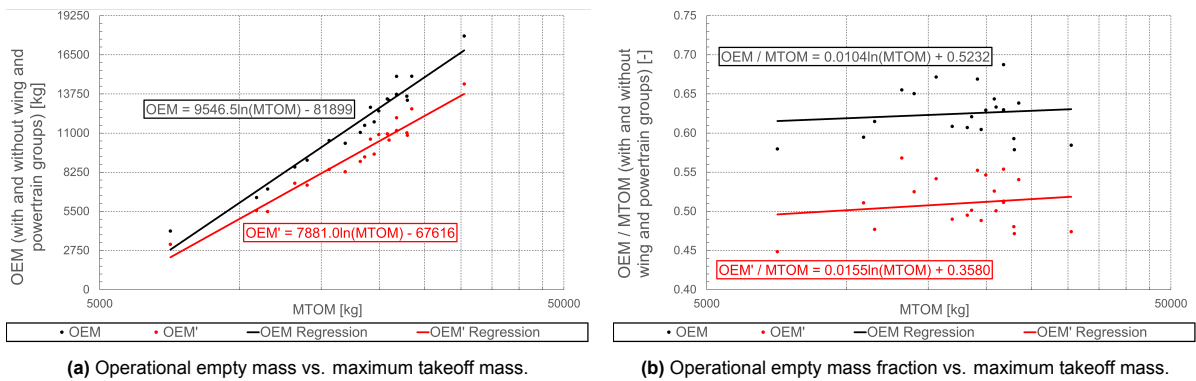 OEM (with and without wing and
powertrain groups) [kg]
19250
16500
13750
11000
8250
5500
2750
0
OEM = 9546.5ln(MTOM) - 81899
OEM' = 7881.0ln(MTOM) - 67616
5000
50000
MTOM [kg]
OEM
OEM'
OEM Regression
OEM' Regression
(a) Operational empty mass vs. maximum takeoff mass.
OEM / MTOM (with and without
wing and powertrain groups) [-]
0.75
0.70
0.65
0.60
0.55
0.50
0.45
0.40
OEM / MTOM = 0.0104ln(MTOM) + 0.5232
OEM' / MTOM = 0.0155ln(MTOM) + 0.3580
5000
50000
MTOM [kg]
OEM
OEM'
OEM Regression
OEM' Regression
(b) Operational empty mass fraction vs. maximum takeoff mass.